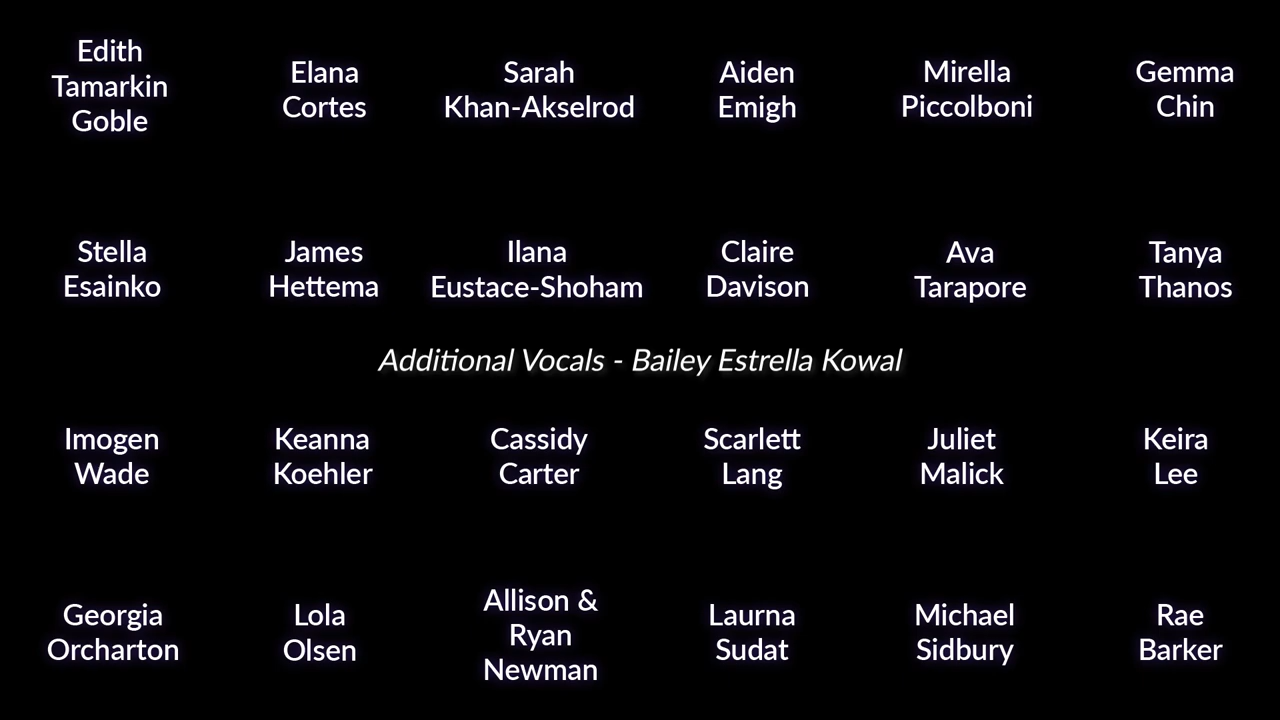 Edith
Tamarkin
Goble
Elana
Cortes
Sarah
Khan-Akselrod
Aiden
Emigh
Mirella
Piccolboni
Gemma
Chin
Stella
Esainko
James
Hettema
Ilana
Eustace-Shoham
Claire
Davison
Ava
Tarapore
Tanya
Thanos
Additional Vocals - Bailey Estrella Kowal
Imogen
Wade
Keanna
Koehler
Cassidy
Carter
Scarlett
Lang
Juliet
Malick
Keira
Lee
Georgia
Orcharton
Lola
Olsen
Allison &
Ryan
Newman
Laurna
Sudat
Michael
Sidbury
Rae
Barker